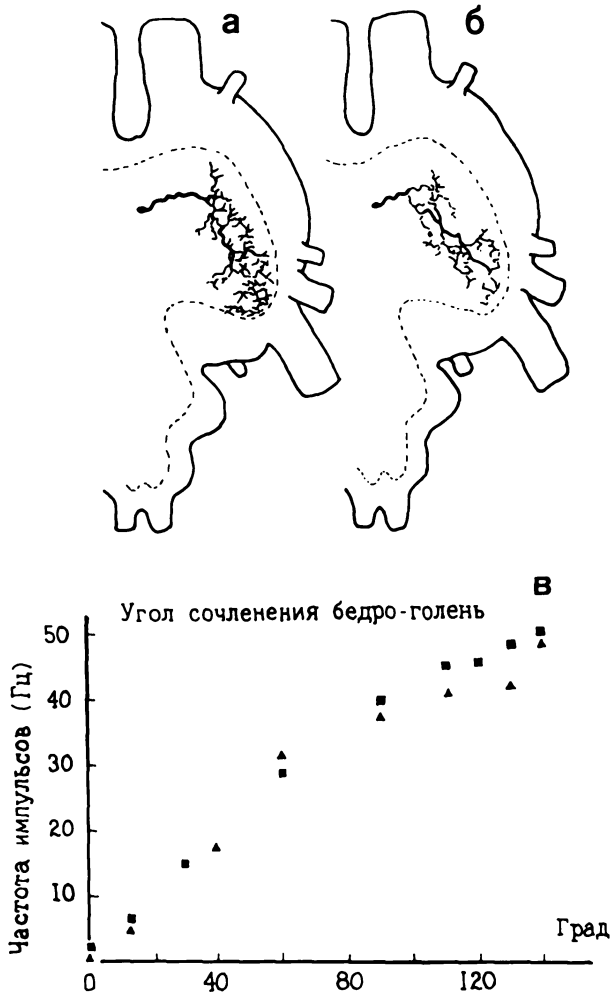 а
б
в
Угол сочленения бедро-голень
Частота импульсов (Гц)
50
40
30
20
10
Град
0 40 80 120